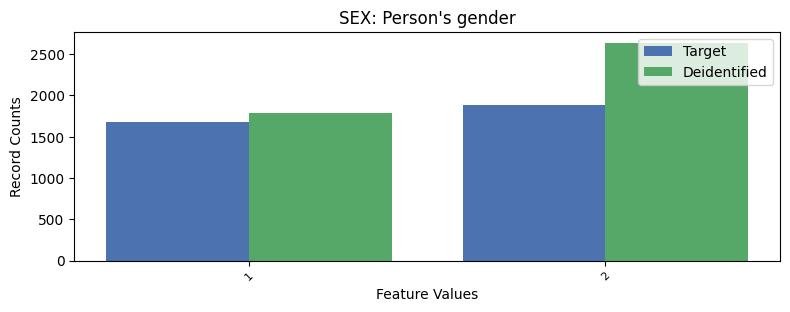 SEX: Person's gender
Target
Deidentified
Record Counts
2500
2000
1500
1000
500
0
1
2
Feature Values